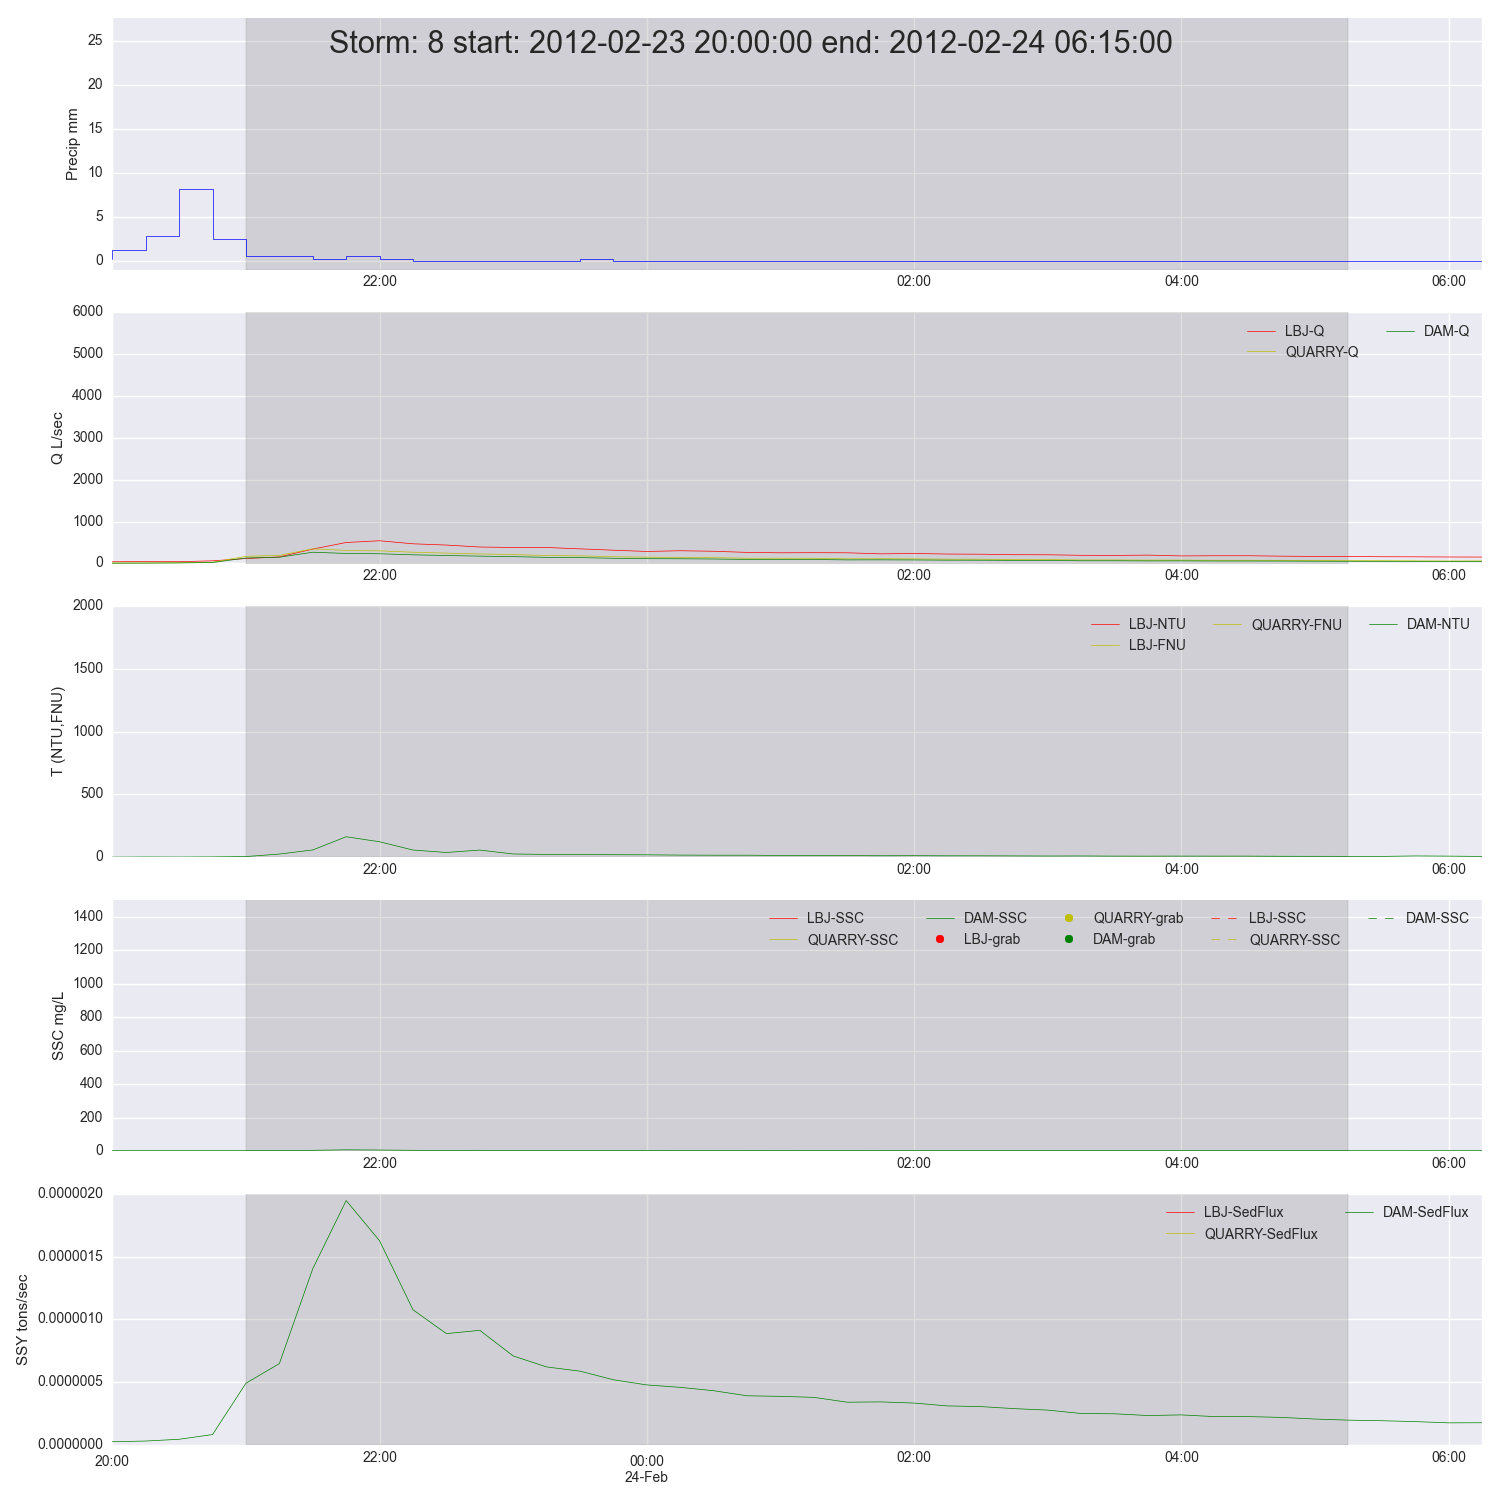 Storm: 8 start: 2012-02-23 20:00:00 end: 2012-02-24 06:15:00
Precip mm
25
20
15
10
5
0
22:00 02:00 04:00 06:00
Q L/sec
6000
5000
4000
3000
2000
1000
0
LBJ-Q DAM-Q
QUARRY-Q
22:00 02:00 04:00 06:00
T (NTU,FNU)
2000
1500
1000
500
0
LBJ-NTU QUARRY-FNU DAM-NTU
LBJ-FNU
22:00 02:00 04:00 06:00
SSC mg/L
1400
1200
1000
800
600
400
200
0
LBJ-SSC DAM-SSC QUARRY-grab LBJ-SSC DAM-SSC
QUARRY-SSC LBJ-grab DAM-grab QUARRY-SSC
22:00 02:00 04:00 06:00
SSY tons/sec
0.0000020
0.0000015
0.0000010
0.0000005
0.0000000
LBJ-SedFlux DAM-SedFlux
QUARRY-SedFlux
20:00 22:00 00:00 02:00 04:00 06:00
24-Feb